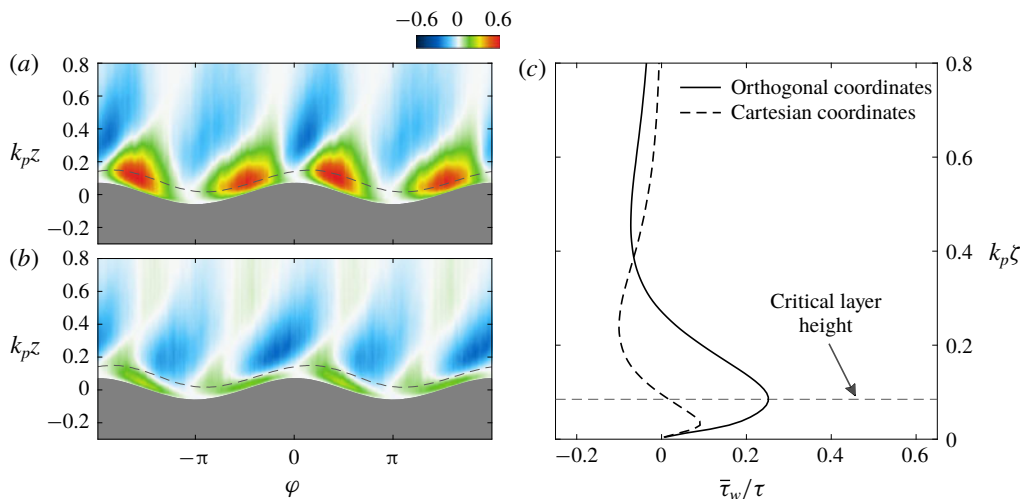 −0.6 0 0.6
(a)
0.8
0.6
0.4
k_p z
0.2
0
−0.2
(b)
0.8
0.6
0.4
k_p z
0.2
0
−0.2
−π 0 π
φ
(c)
Orthogonal coordinates
Cartesian coordinates
0.8
0.6
0.4
k_p ζ
Critical layer
height
0.2
0
−0.2 0 0.2 0.4 0.6
τ̅_w/τ